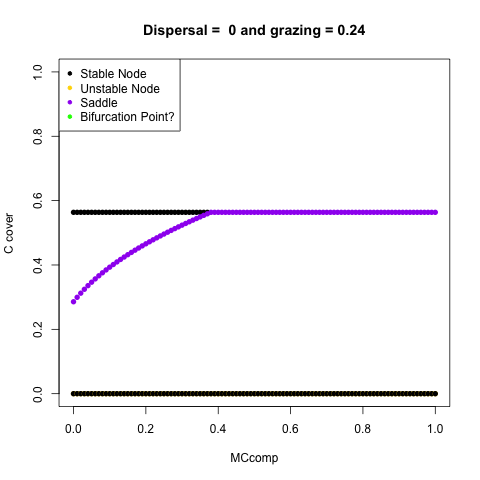 Dispersal =  0 and grazing = 0.24
Stable Node
Unstable Node
Saddle
Bifurcation Point?
C cover
1.0
0.8
0.6
0.4
0.2
0.0
0.0 0.2 0.4 0.6 0.8 1.0
MCcomp